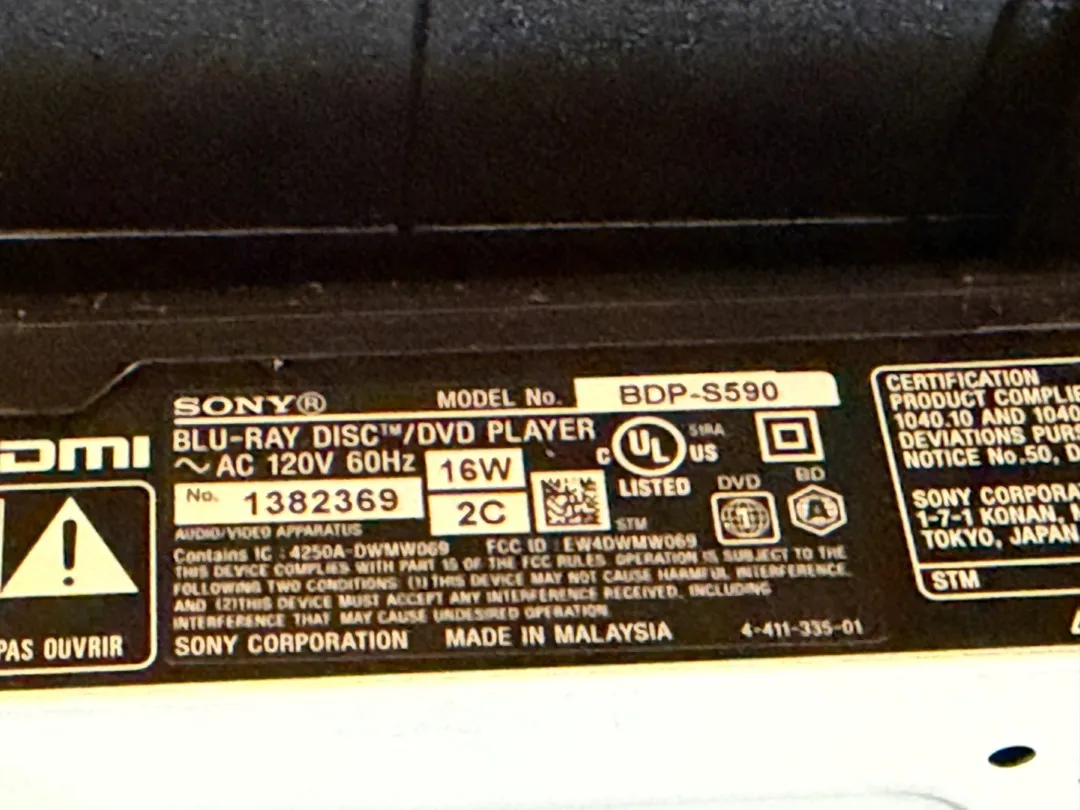 SONY® MODEL No. BDP-S590
BLU-RAY DISC™/DVD PLAYER
~ AC 120V 60Hz 16W
No. 1382369 2C
C UL US
LISTED
DVD BD
STM
AUDIO/VIDEO APPARATUS
Contains IC : 4250A-DWMW069 FCC ID : EW4DWMW069
THIS DEVICE COMPLIES WITH PART 15 OF THE FCC RULES. OPERATION IS SUBJECT TO THE
FOLLOWING TWO CONDITIONS: (1) THIS DEVICE MAY NOT CAUSE HARMFUL INTERFERENCE,
AND (2) THIS DEVICE MUST ACCEPT ANY INTERFERENCE RECEIVED, INCLUDING
INTERFERENCE THAT MAY CAUSE UNDESIRED OPERATION.
SONY CORPORATION MADE IN MALAYSIA 4-411-335-01
DMI
PAS OUVRIR
CERTIFICATION
PRODUCT COMPLIE
1040.10 AND 1040
DEVIATIONS PURS
NOTICE No.50, D
SONY CORPORA
1-7-1 KONAN, M
TOKYO, JAPAN
STM